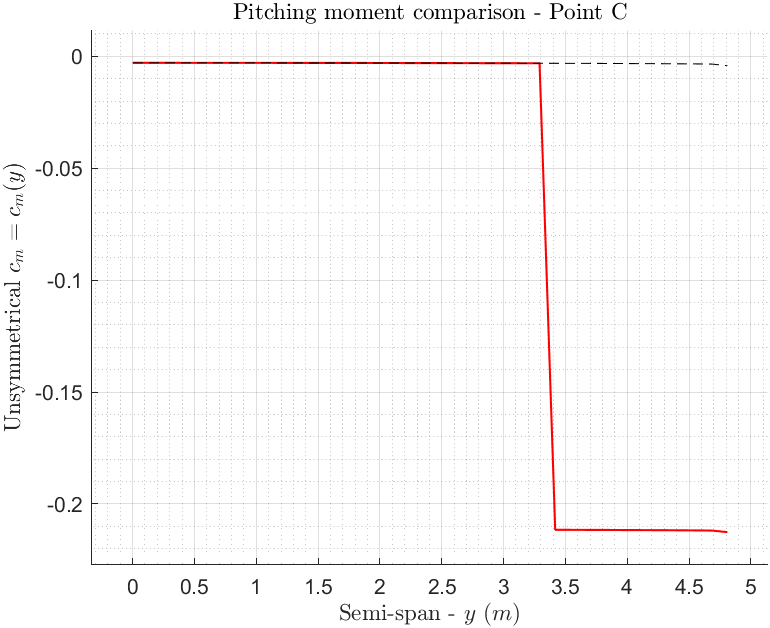 Pitching moment comparison - Point C
Unsymmetrical $c_m = c_m(y)$
0
-0.05
-0.1
-0.15
-0.2
0 0.5 1 1.5 2 2.5 3 3.5 4 4.5 5
Semi-span - $y$ $(m)$